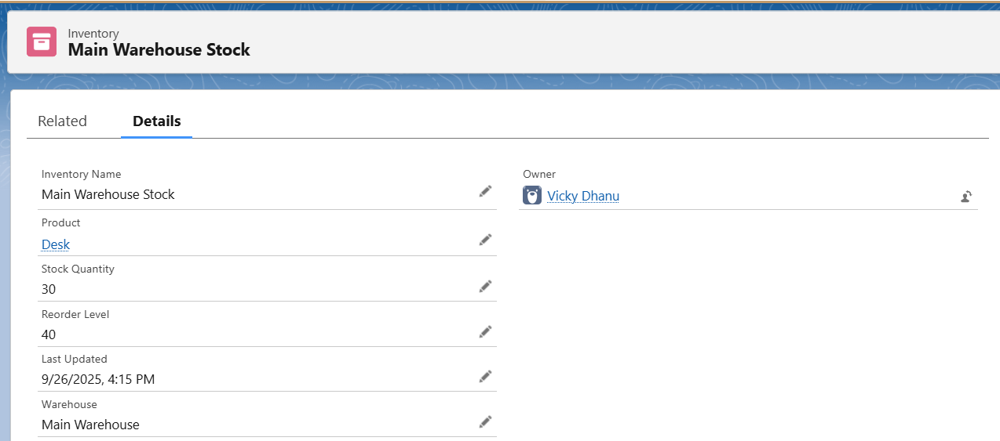 Inventory
Main Warehouse Stock
Related
Details
Inventory Name
Main Warehouse Stock
Owner
Vicky Dhanu
Product
Desk
Stock Quantity
30
Reorder Level
40
Last Updated
9/26/2025, 4:15 PM
Warehouse
Main Warehouse